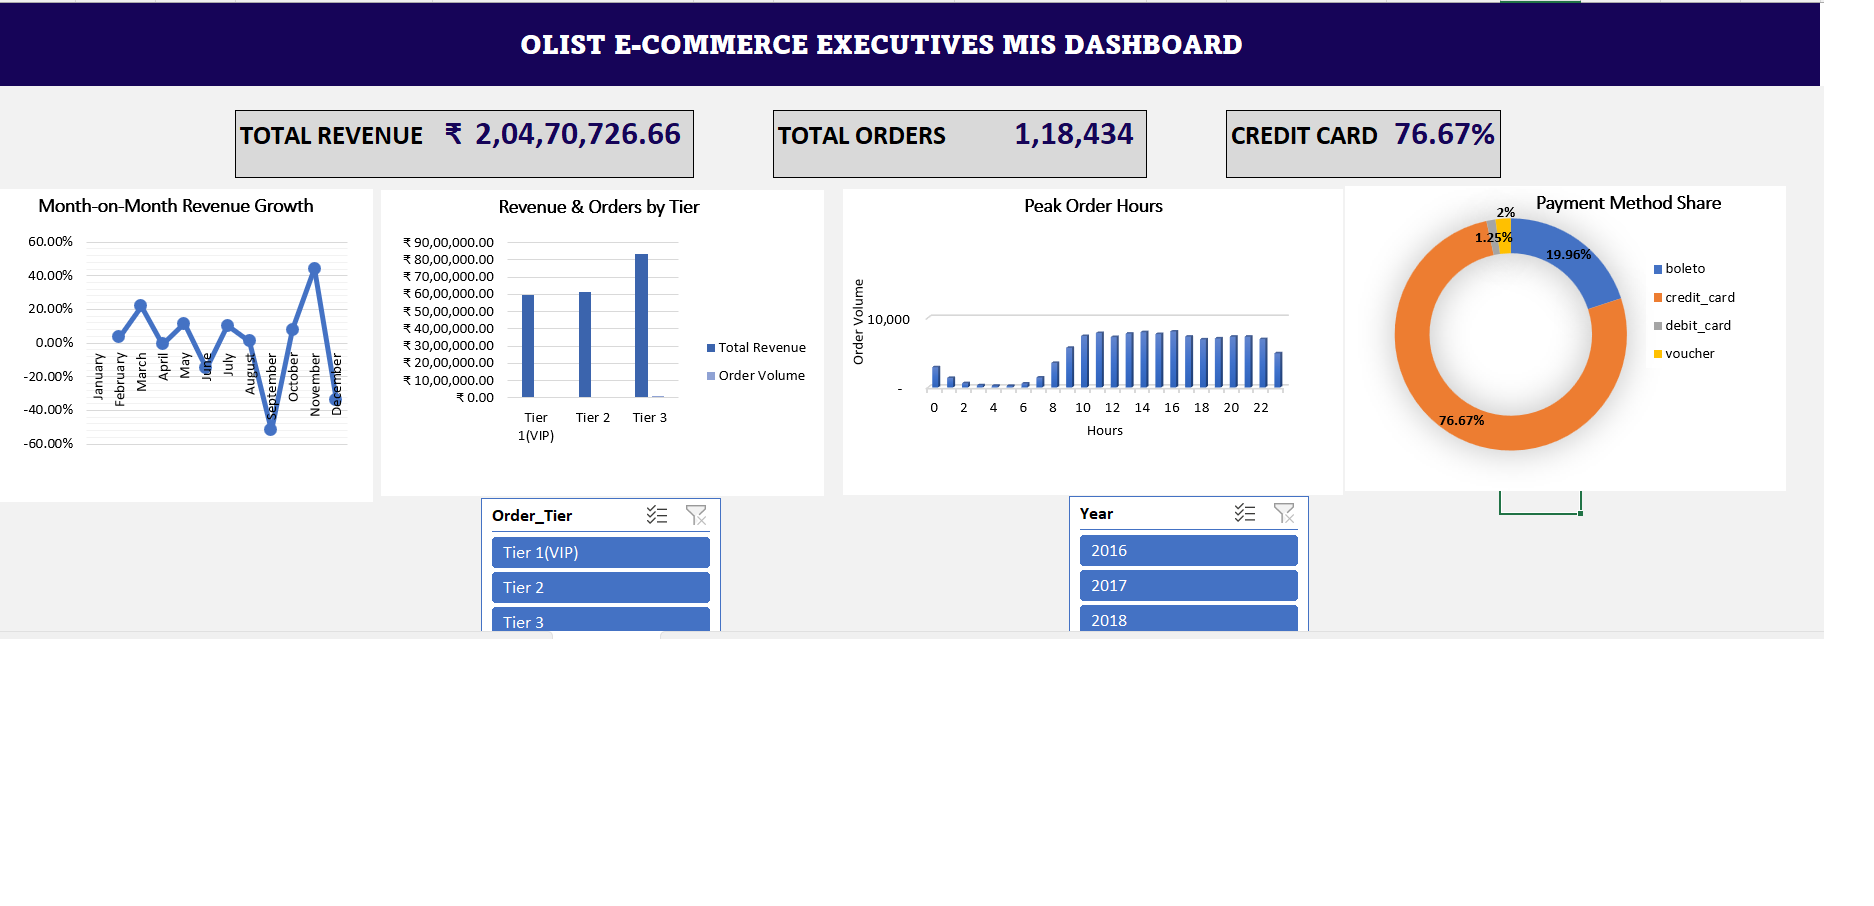 OLIST E-COMMERCE EXECUTIVES MIS DASHBOARD
TOTAL REVENUE ₹ 2,04,70,726.66
TOTAL ORDERS 1,18,434
CREDIT CARD 76.67%
Month-on-Month Revenue Growth
60.00%
40.00%
20.00%
0.00%
-20.00%
-40.00%
-60.00%
January
February
March
April
May
June
July
August
September
October
November
December
Revenue & Orders by Tier
₹ 90,00,000.00
₹ 80,00,000.00
₹ 70,00,000.00
₹ 60,00,000.00
₹ 50,00,000.00
₹ 40,00,000.00
₹ 30,00,000.00
₹ 20,00,000.00
₹ 10,00,000.00
₹ 0.00
Tier 1(VIP)
Tier 2
Tier 3
Total Revenue
Order Volume
Peak Order Hours
Order Volume
10,000
-
0 2 4 6 8 10 12 14 16 18 20 22
Hours
Payment Method Share
2%
1.25%
19.96%
76.67%
boleto
credit_card
debit_card
voucher
Order_Tier
Tier 1(VIP)
Tier 2
Tier 3
Year
2016
2017
2018